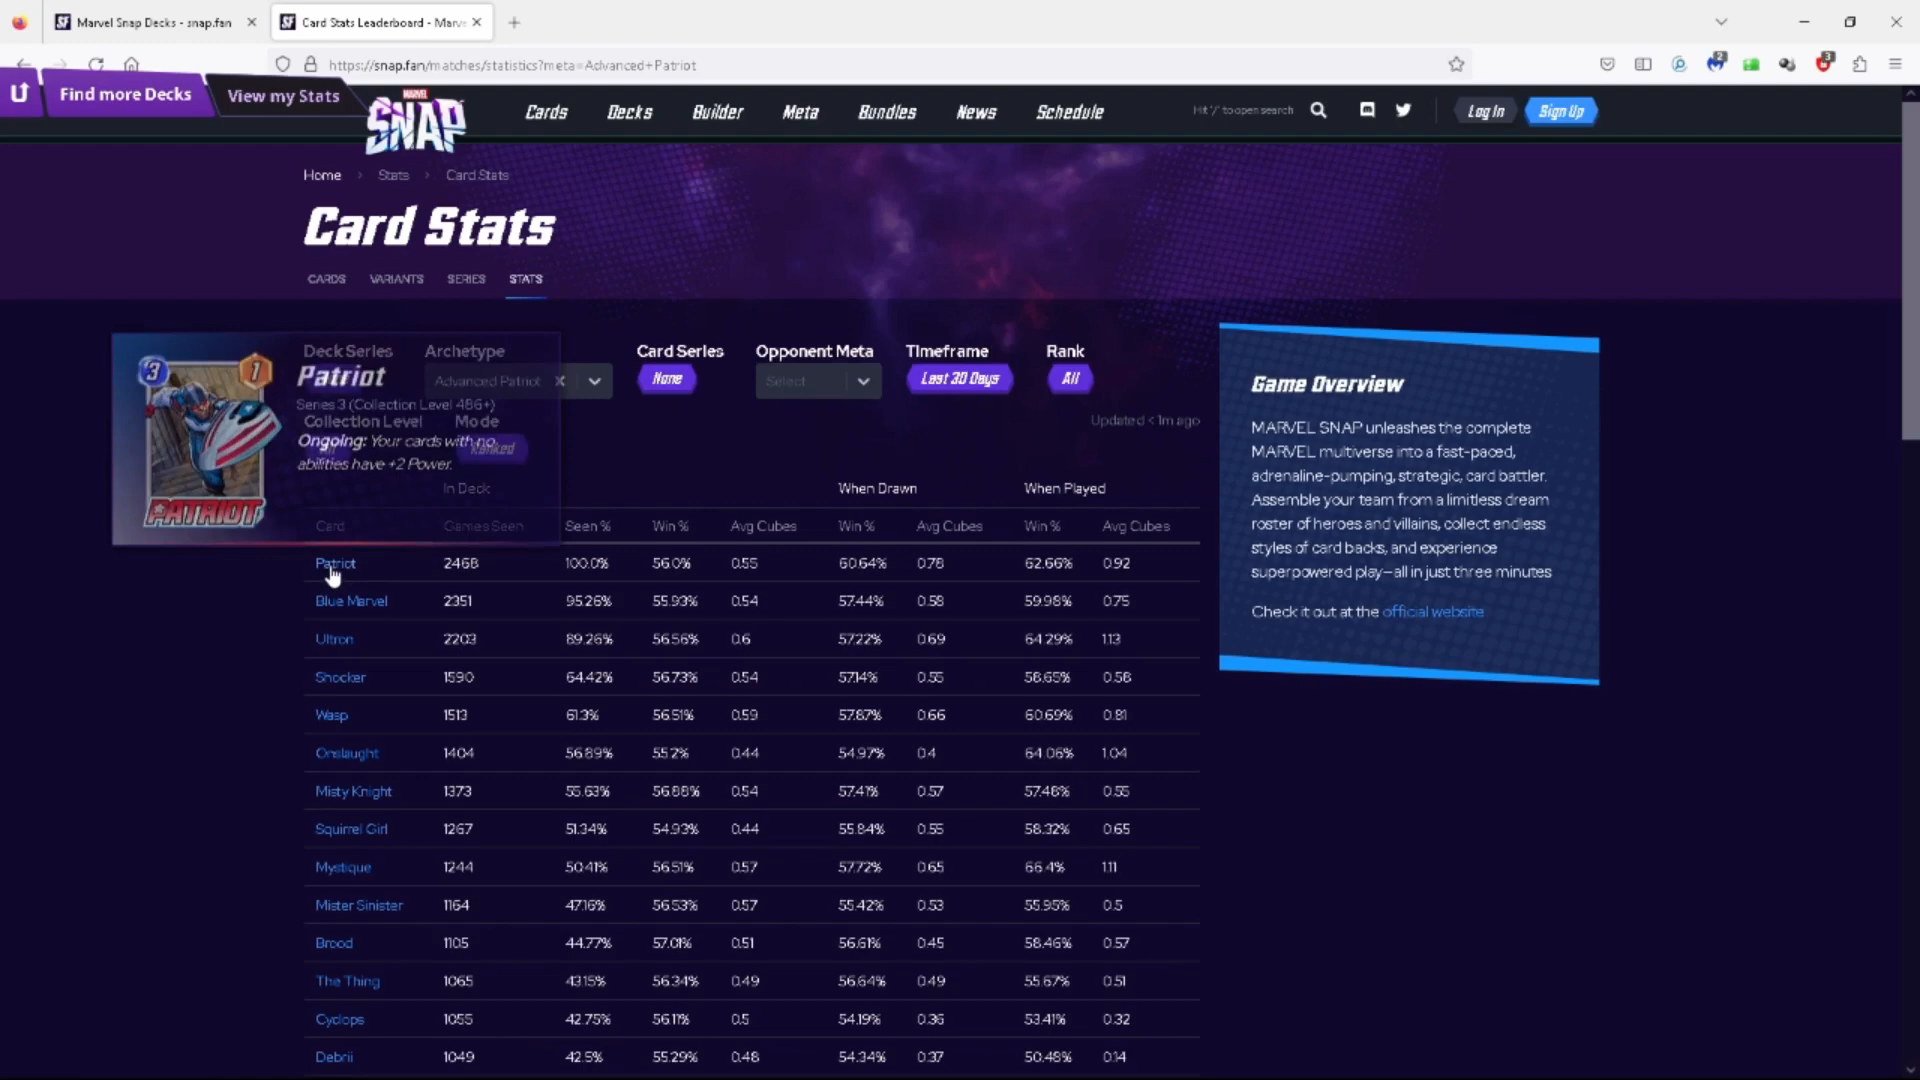 Marvel Snap Decks - snap.fan
Card Stats Leaderboard - Marv
https://snap.fan/matches/statistics?meta=Advanced+Patriot
2
3
Find more Decks
View my Stats
MARVEL
SNAP
Cards
Decks
Builder
Meta
Bundles
News
Schedule
Hit '/' to open search
Log In
Sign Up
Home > Stats > Card Stats
Card Stats
CARDS
VARIANTS
SERIES
STATS
Deck Series
Archetype
Card Series
Opponent Meta
Timeframe
Rank
Advanced Patriot
None
Select
Last 30 Days
All
3
1
PATRIOT
Patriot
Series 3 (Collection Level 486+)
Collection Level
Mode
All
Ranked
Ongoing: Your cards with no
abilities have +2 Power.
Updated < 1m ago
In Deck
When Drawn
When Played
Card Games Seen Seen % Win % Avg Cubes Win % Avg Cubes Win % Avg Cubes
Patriot 2468 100.0% 56.0% 0.55 60.64% 0.78 62.66% 0.92
Blue Marvel 2351 95.26% 55.93% 0.54 57.44% 0.58 59.98% 0.75
Ultron 2203 89.26% 56.56% 0.6 57.22% 0.69 64.29% 1.13
Shocker 1590 64.42% 56.73% 0.54 57.14% 0.55 58.65% 0.58
Wasp 1513 61.3% 56.51% 0.59 57.87% 0.66 60.69% 0.81
Onslaught 1404 56.89% 55.2% 0.44 54.97% 0.4 64.06% 1.04
Misty Knight 1373 55.63% 56.88% 0.54 57.41% 0.57 57.48% 0.55
Squirrel Girl 1267 51.34% 54.93% 0.44 55.84% 0.55 58.32% 0.65
Mystique 1244 50.41% 56.51% 0.57 57.72% 0.65 66.4% 1.11
Mister Sinister 1164 47.16% 56.53% 0.57 55.42% 0.53 55.95% 0.5
Brood 1105 44.77% 57.01% 0.51 56.61% 0.45 58.46% 0.57
The Thing 1065 43.15% 56.34% 0.49 56.64% 0.49 55.67% 0.51
Cyclops 1055 42.75% 56.11% 0.5 54.19% 0.36 53.41% 0.32
Debrii 1049 42.5% 55.29% 0.48 54.34% 0.37 50.48% 0.14
Game Overview
MARVEL SNAP unleashes the complete
MARVEL multiverse into a fast-paced,
adrenaline-pumping, strategic, card battler.
Assemble your team from a limitless dream
roster of heroes and villains, collect endless
styles of card backs, and experience
superpowered play—all in just three minutes
Check it out at the official website